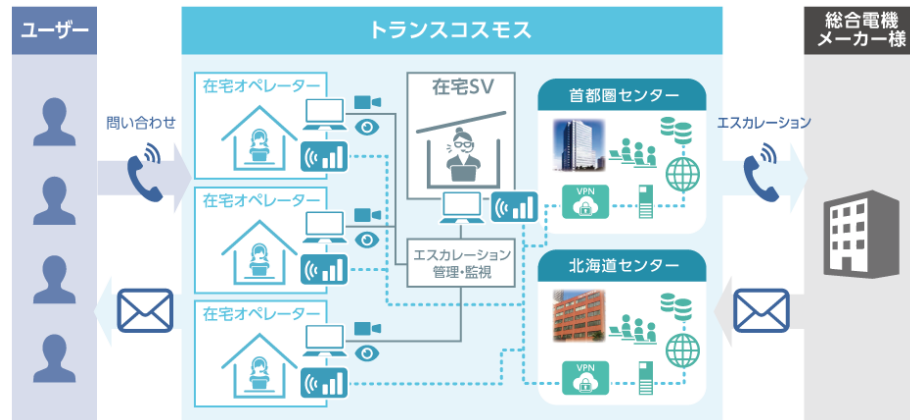 ユーザー
トランスコスモス
総合電機
メーカー様
問い合わせ
在宅オペレーター
在宅オペレーター
在宅オペレーター
在宅SV
エスカレーション
管理・監視
首都圏センター
VPN
北海道センター
VPN
エスカレーション